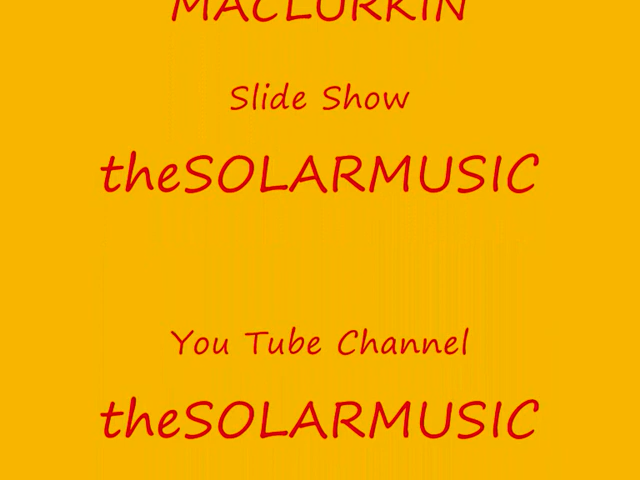 MACLURKIN
Slide Show
theSOLARMUSIC
You Tube Channel
theSOLARMUSIC